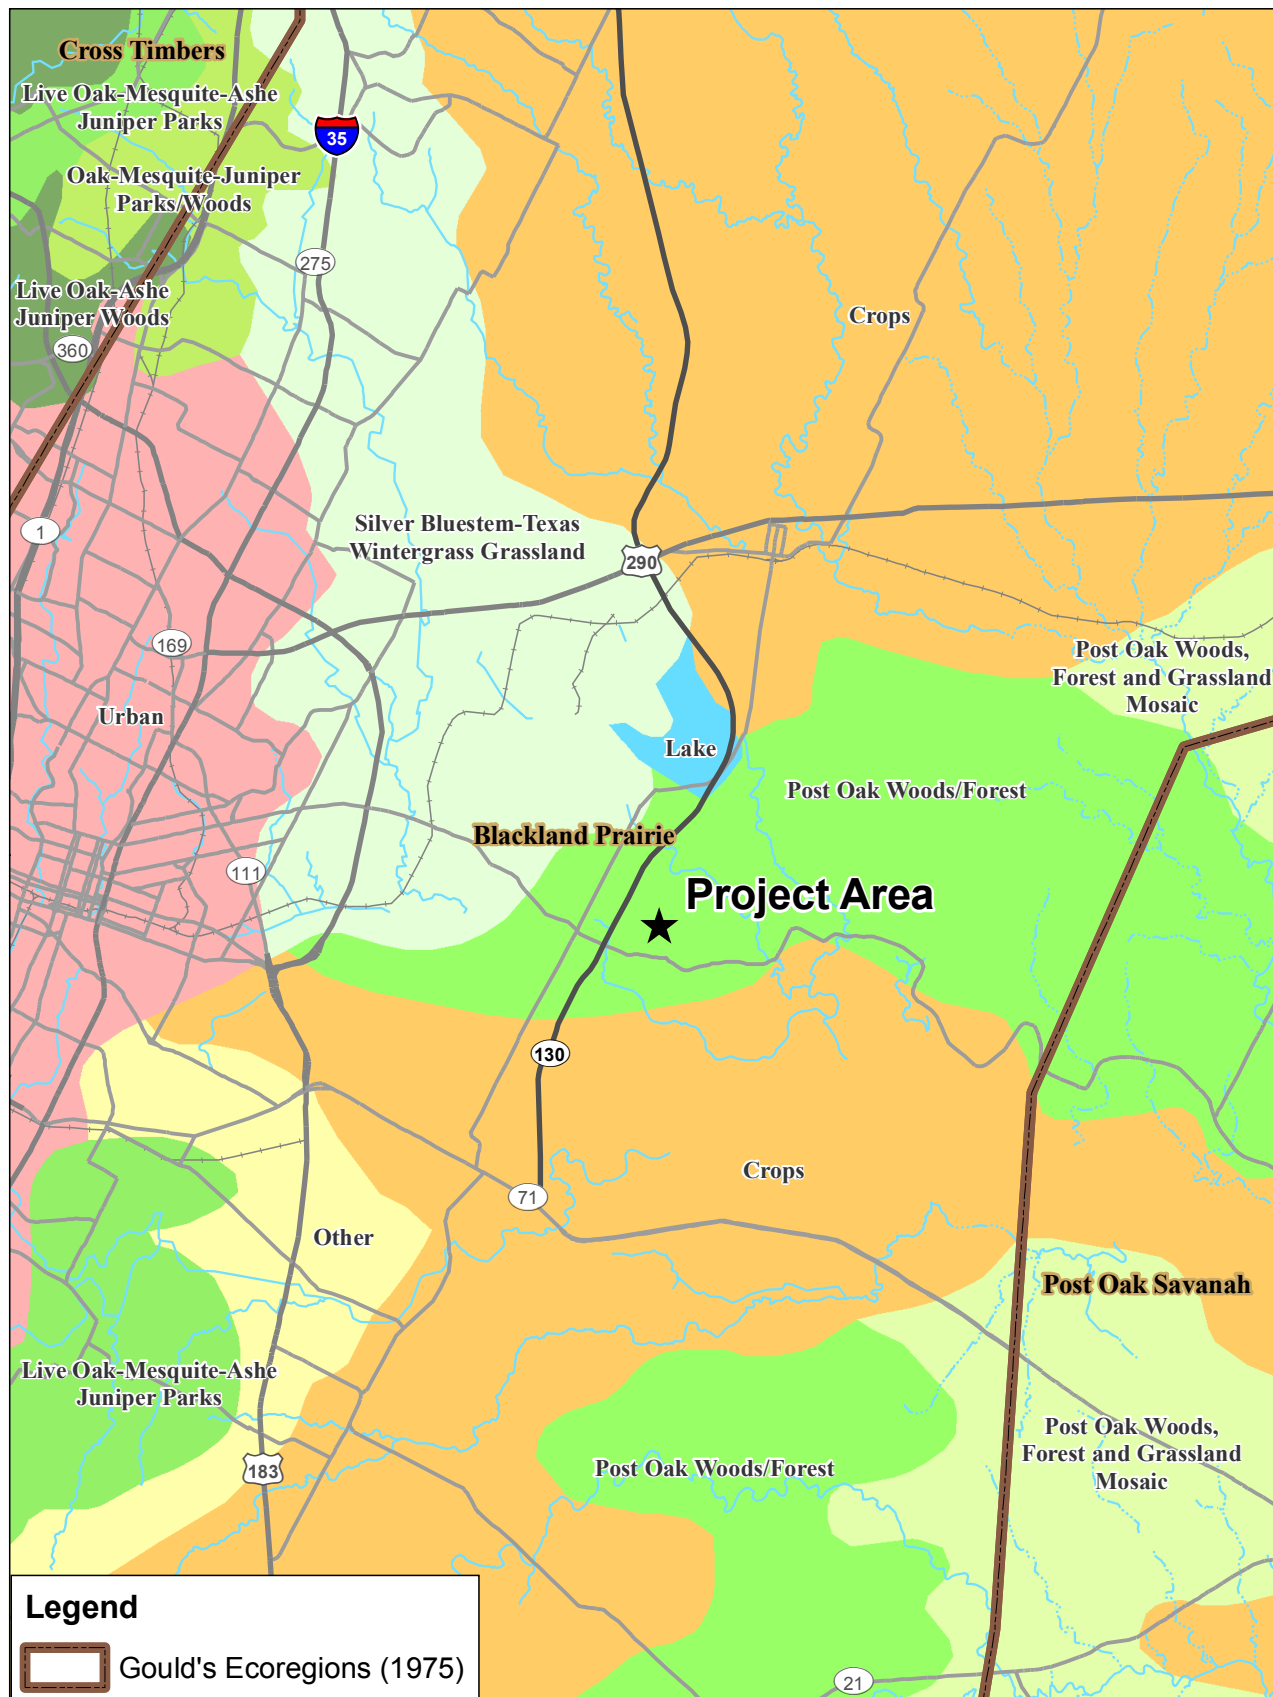 Cross Timbers
Live Oak-Mesquite-Ashe
Juniper Parks
35
Oak-Mesquite-Juniper
Parks/Woods
275
Live Oak-Ashe
Juniper Woods
Crops
360
Silver Bluestem-Texas
Wintergrass Grassland
1
290
169
Post Oak Woods,
Forest and Grassland
Mosaic
Urban
Lake
Post Oak Woods/Forest
Blackland Prairie
111
Project Area
130
Crops
71
Other
Post Oak Savanah
Live Oak-Mesquite-Ashe
Juniper Parks
Post Oak Woods,
Forest and Grassland
Mosaic
183
Post Oak Woods/Forest
Legend
Gould's Ecoregions (1975)
21